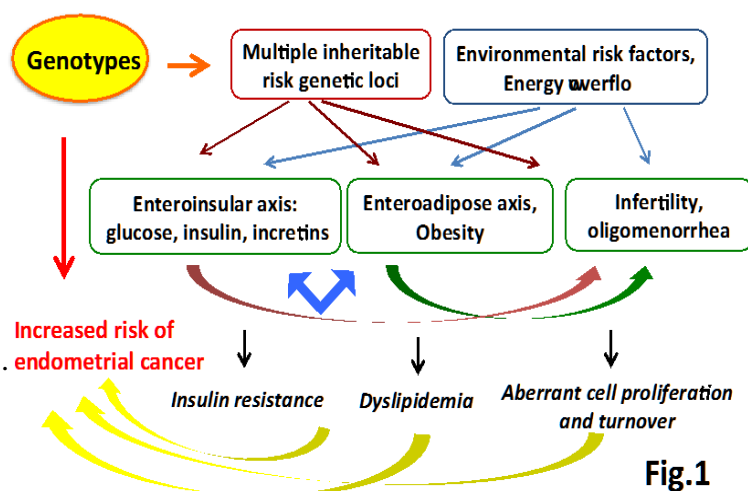 Genotypes
Multiple inheritable
risk genetic loci
Environmental risk factors,
Energy overflo
Enteroinsular axis:
glucose, insulin, incretins
Enteroadipose axis,
Obesity
Infertility,
oligomenorrhea
Increased risk of
. endometrial cancer
Insulin resistance
Dyslipidemia
Aberrant cell proliferation
and turnover
Fig.1